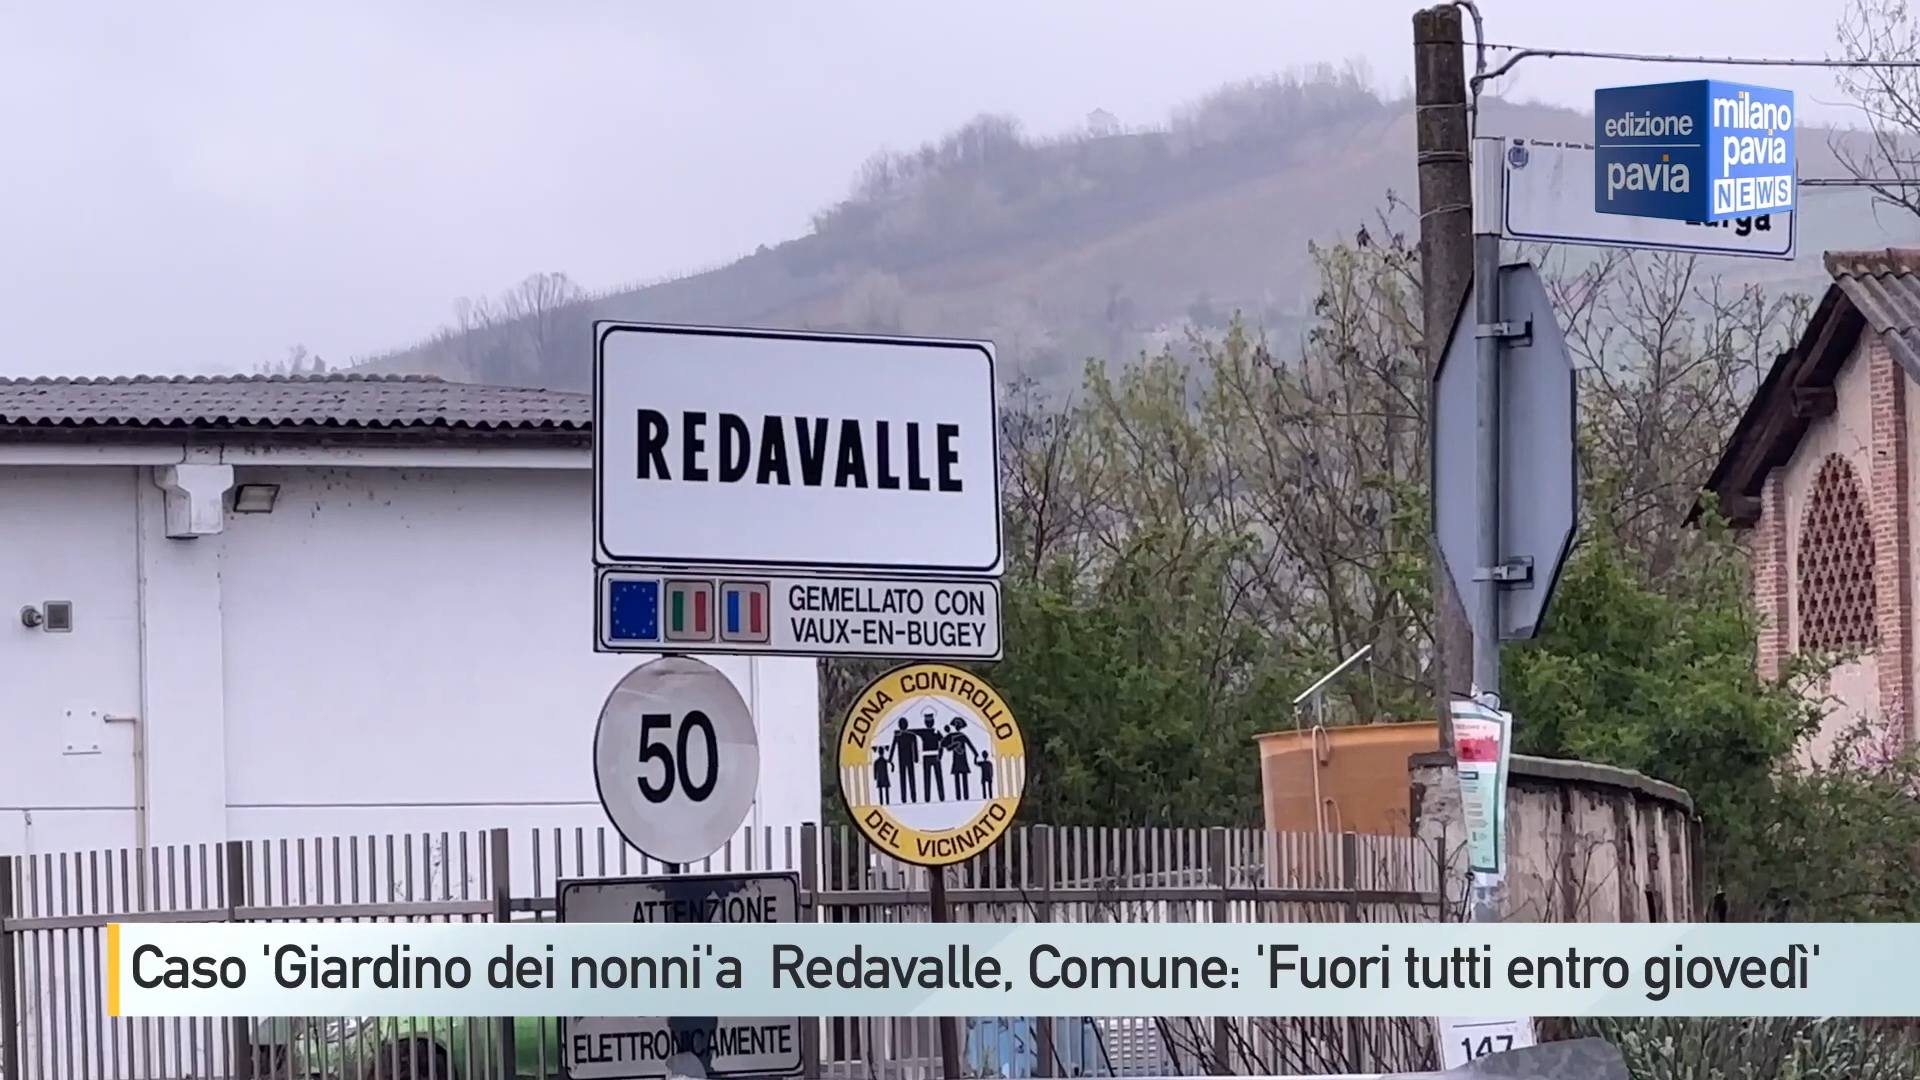 edizione
pavia
milano
pavia
NEWS
REDAVALLE
GEMELLATO CON
VAUX-EN-BUGEY
50
ZONA CONTROLLO
DEL VICINATO
ATTENZIONE
Caso 'Giardino dei nonni'a Redavalle, Comune: 'Fuori tutti entro giovedì'
ELETTRONICAMENTE
147